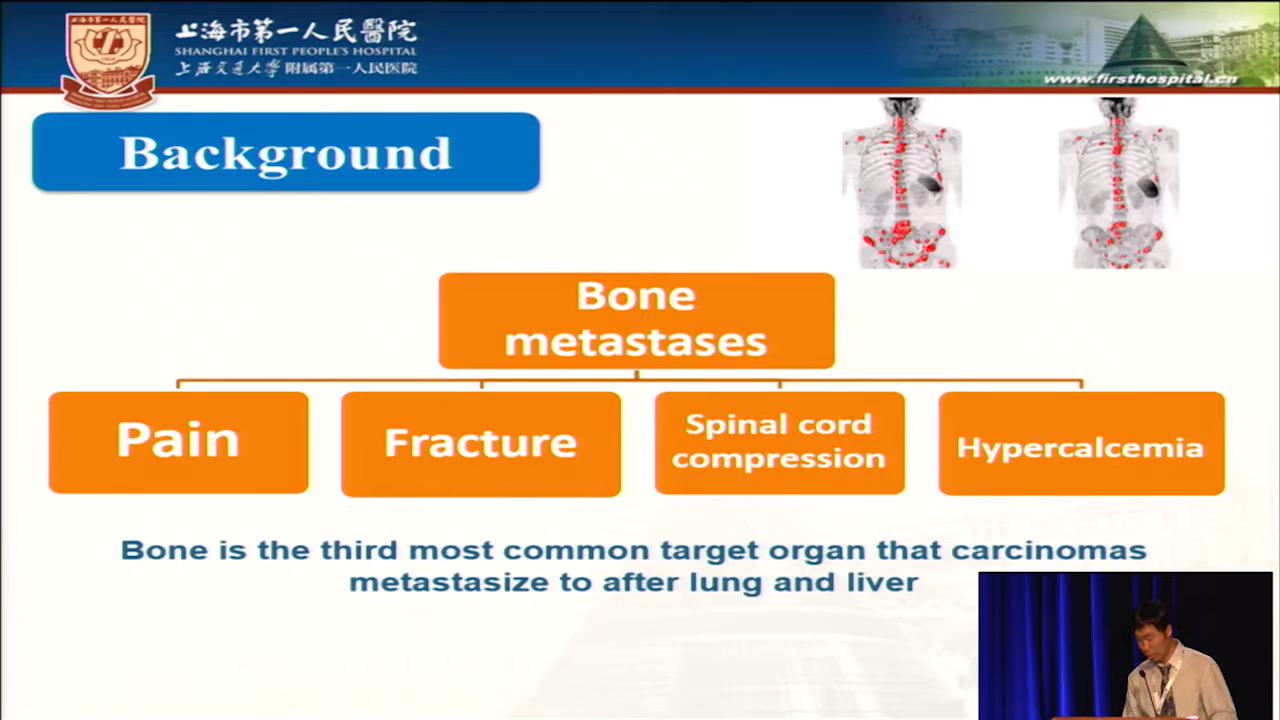 上海市第一人民醫院
SHANGHAI FIRST PEOPLE'S HOSPITAL
上海交通大学附属第一人民医院
www.firsthospital.cn
Background
Bone
metastases
Pain
Fracture
Spinal cord
compression
Hypercalcemia
Bone is the third most common target organ that carcinomas
metastasize to after lung and liver